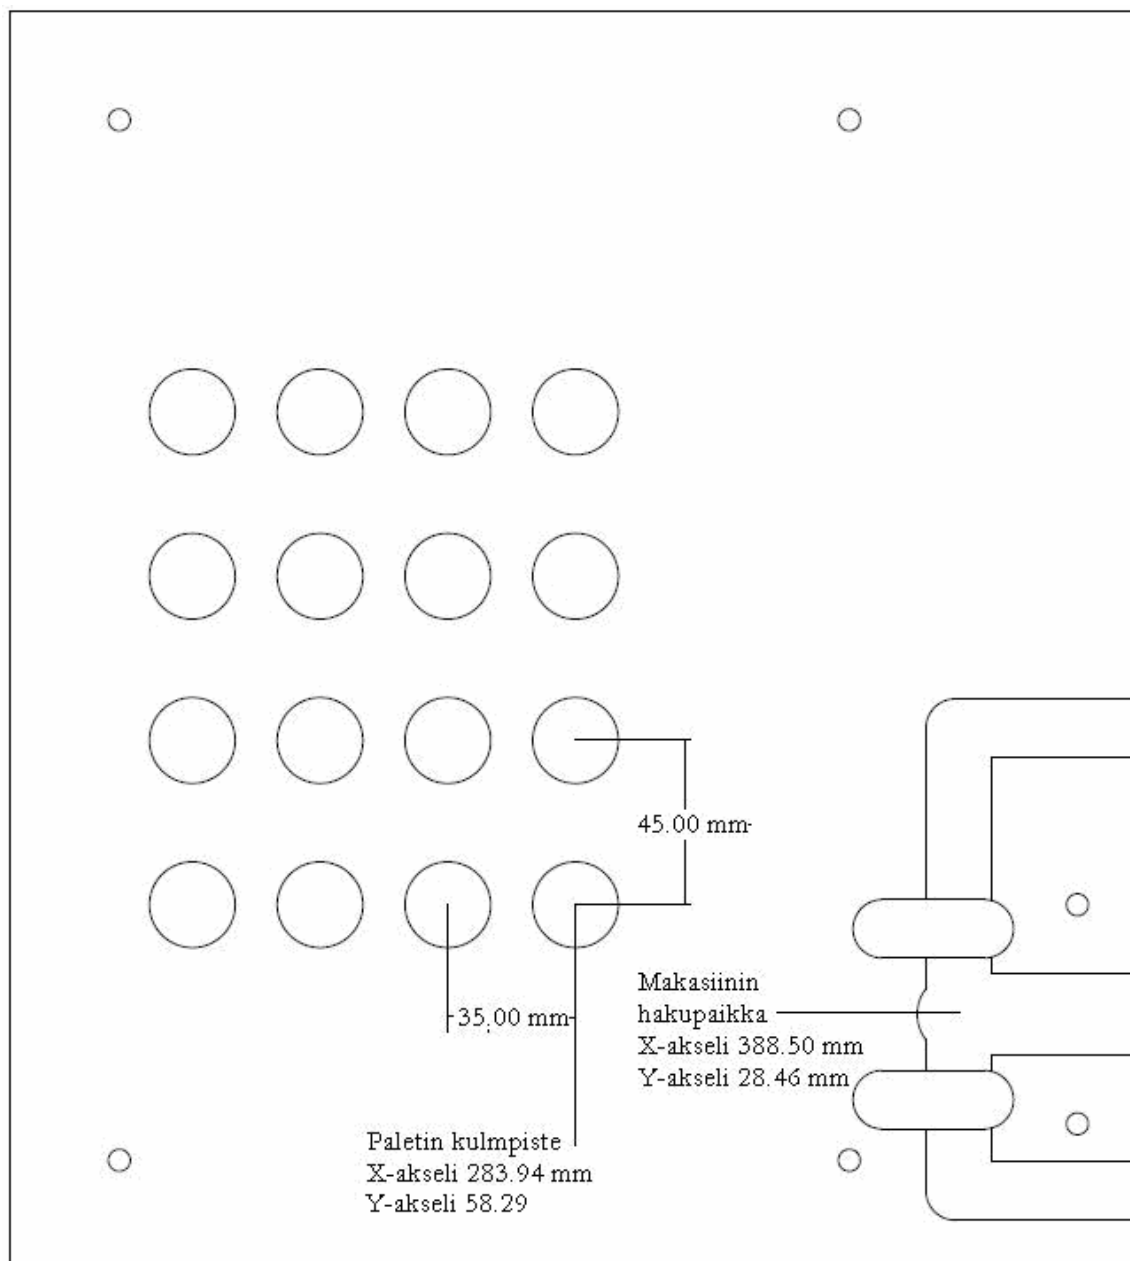 45.00 mm
Makasiinin
hakupaikka
X-akseli 388.50 mm
Y-akseli 28.46 mm
35,00 mm
Paletin kulmpiste
X-akseli 283.94 mm
Y-akseli 58.29